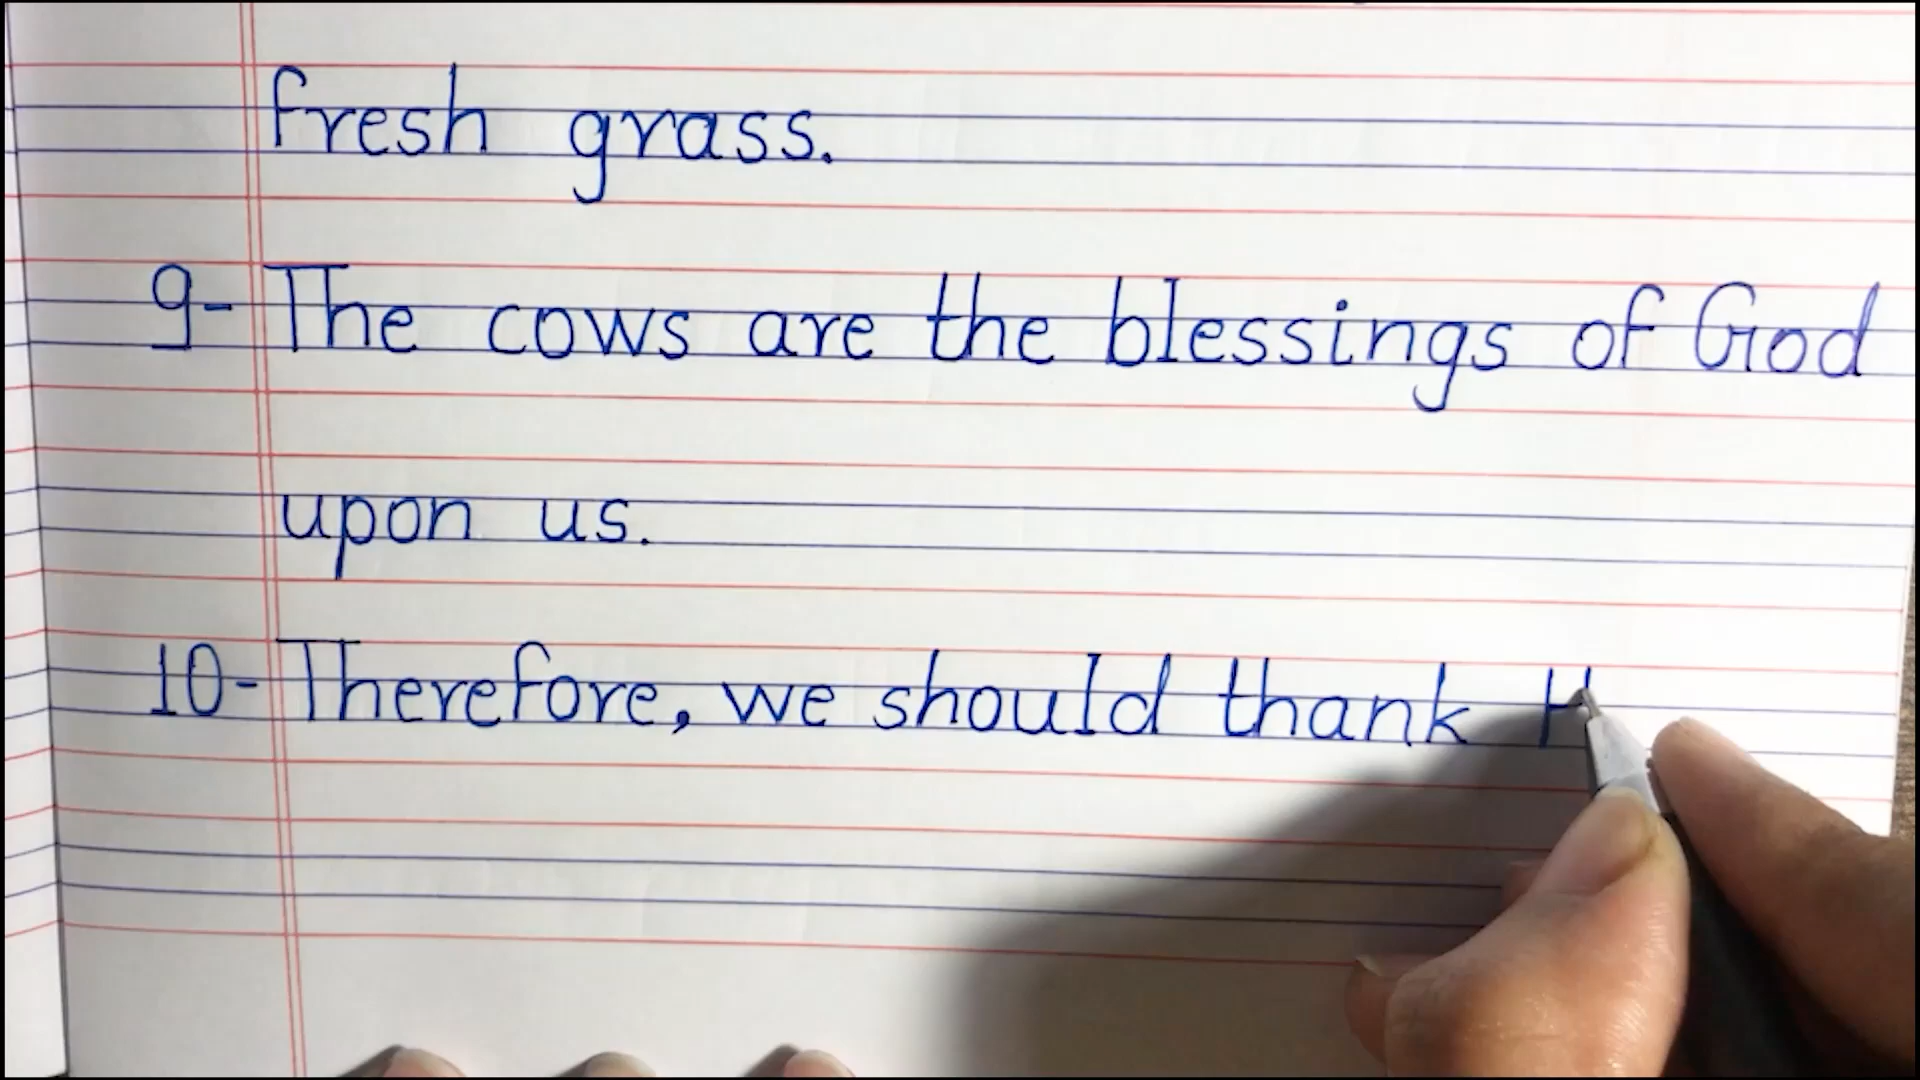 fresh grass.
9- The cows are the blessings of God
upon us.
10- Therefore, we should thank H